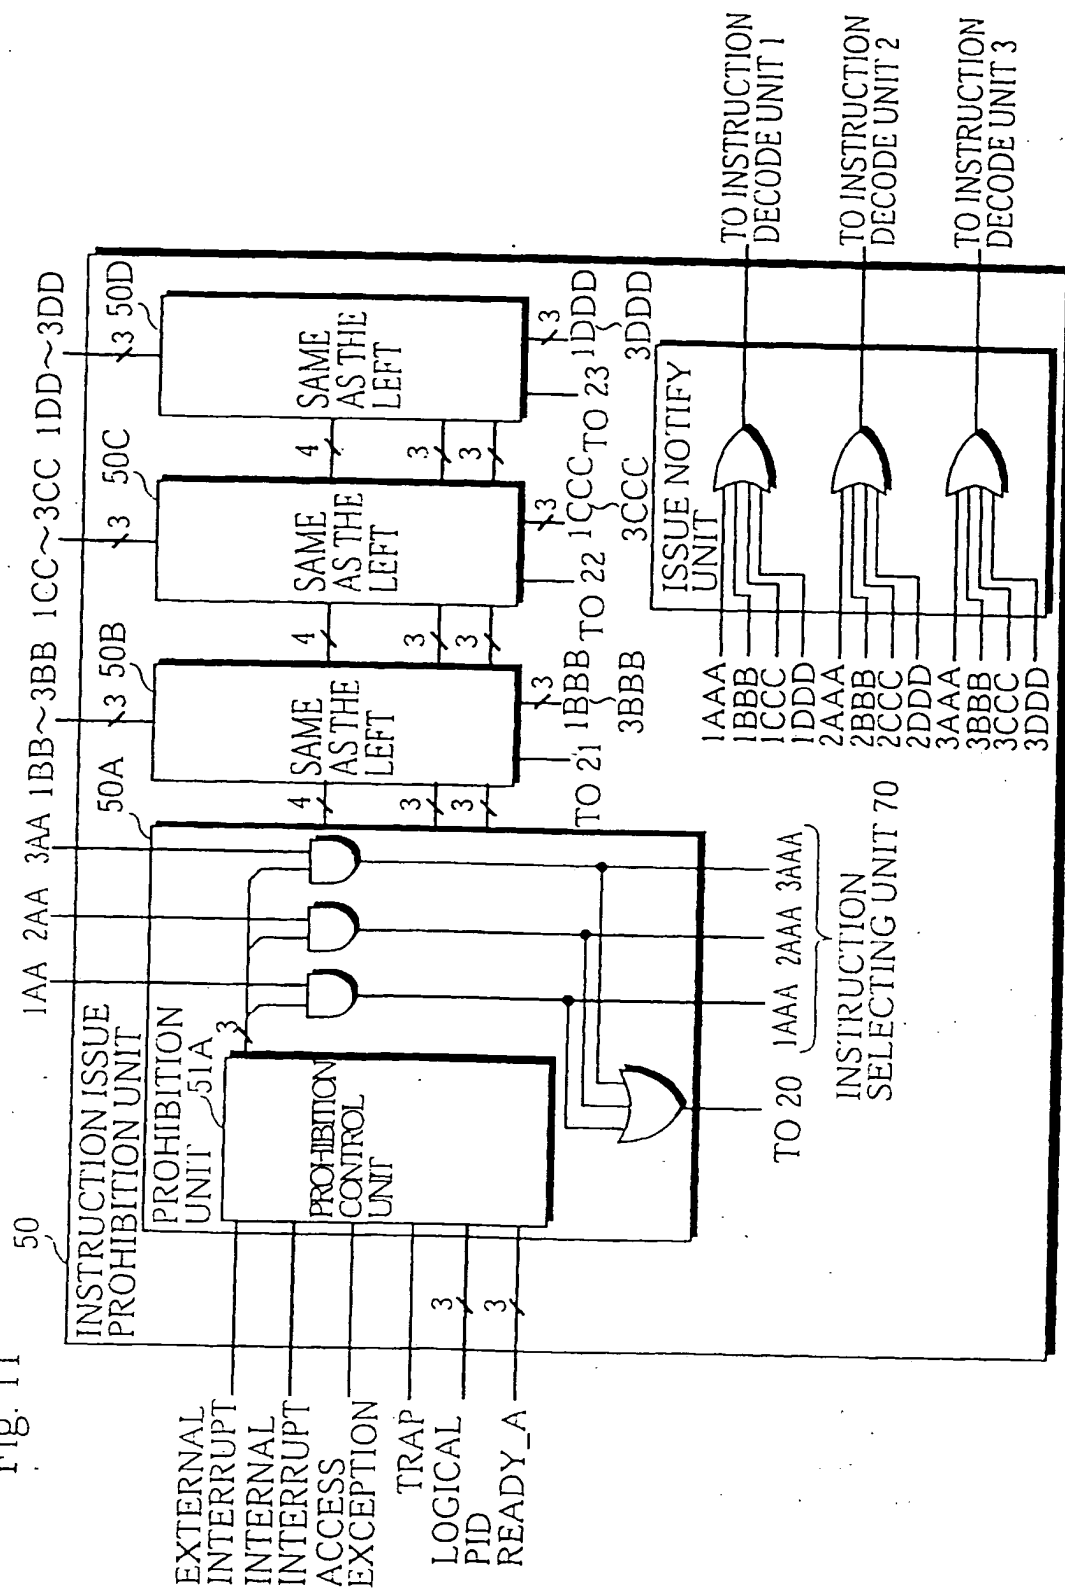 Fig. 11
50
INSTRUCTION ISSUE
PROHIBITION UNIT
1AA 2AA 3AA 1BB~3BB 1CC~3CC 1DD~3DD
50A
50B
50C
50D
3
3
3
PROHIBITION
UNIT
51A
3
PROHIBITION
CONTROL
UNIT
SAME
AS THE
LEFT
SAME
AS THE
LEFT
SAME
AS THE
LEFT
4
3
3
4
3
3
4
3
3
EXTERNAL
INTERRUPT
INTERNAL
INTERRUPT
ACCESS
EXCEPTION
TRAP
LOGICAL
PID
3
READY_A
3
TO 21
3
1BBB
~
3BBB
TO 22
3
1CCC
~
3CCC
TO 23
3
1DDD
~
3DDD
TO 20
1AAA 2AAA 3AAA
INSTRUCTION
SELECTING UNIT 70
ISSUE NOTIFY
UNIT
1AAA
1BBB
1CCC
1DDD
2AAA
2BBB
2CCC
2DDD
3AAA
3BBB
3CCC
3DDD
TO INSTRUCTION
DECODE UNIT 1
TO INSTRUCTION
DECODE UNIT 2
TO INSTRUCTION
DECODE UNIT 3